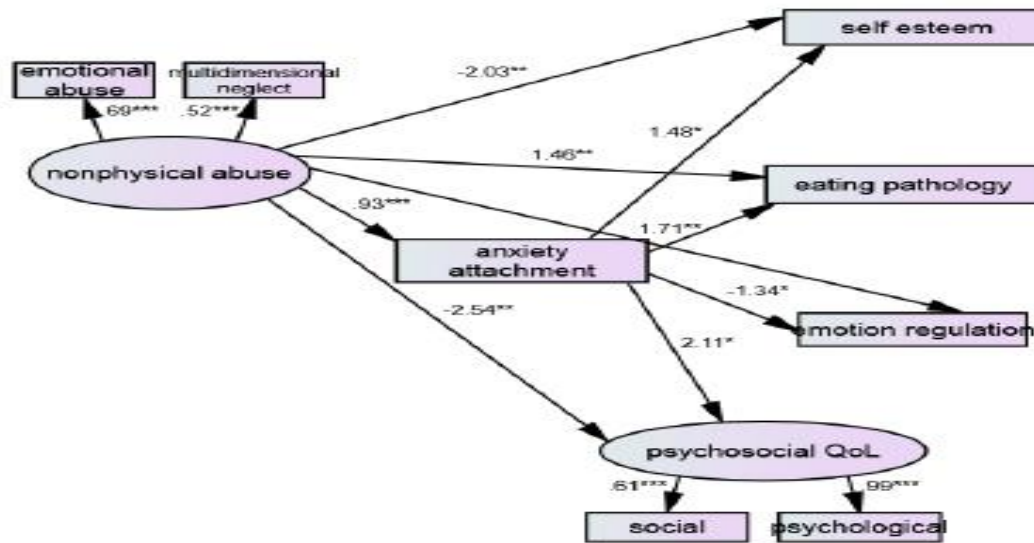 self esteem
emotional
abuse
multidimensional
neglect
-2.03**
.69***
.52***
1.48*
nonphysical abuse
1.46**
eating pathology
.93***
1.71**
anxiety
attachment
-1.34*
-2.54**
emotion regulation
2.11*
psychosocial QoL
.61***
.99***
social
psychological